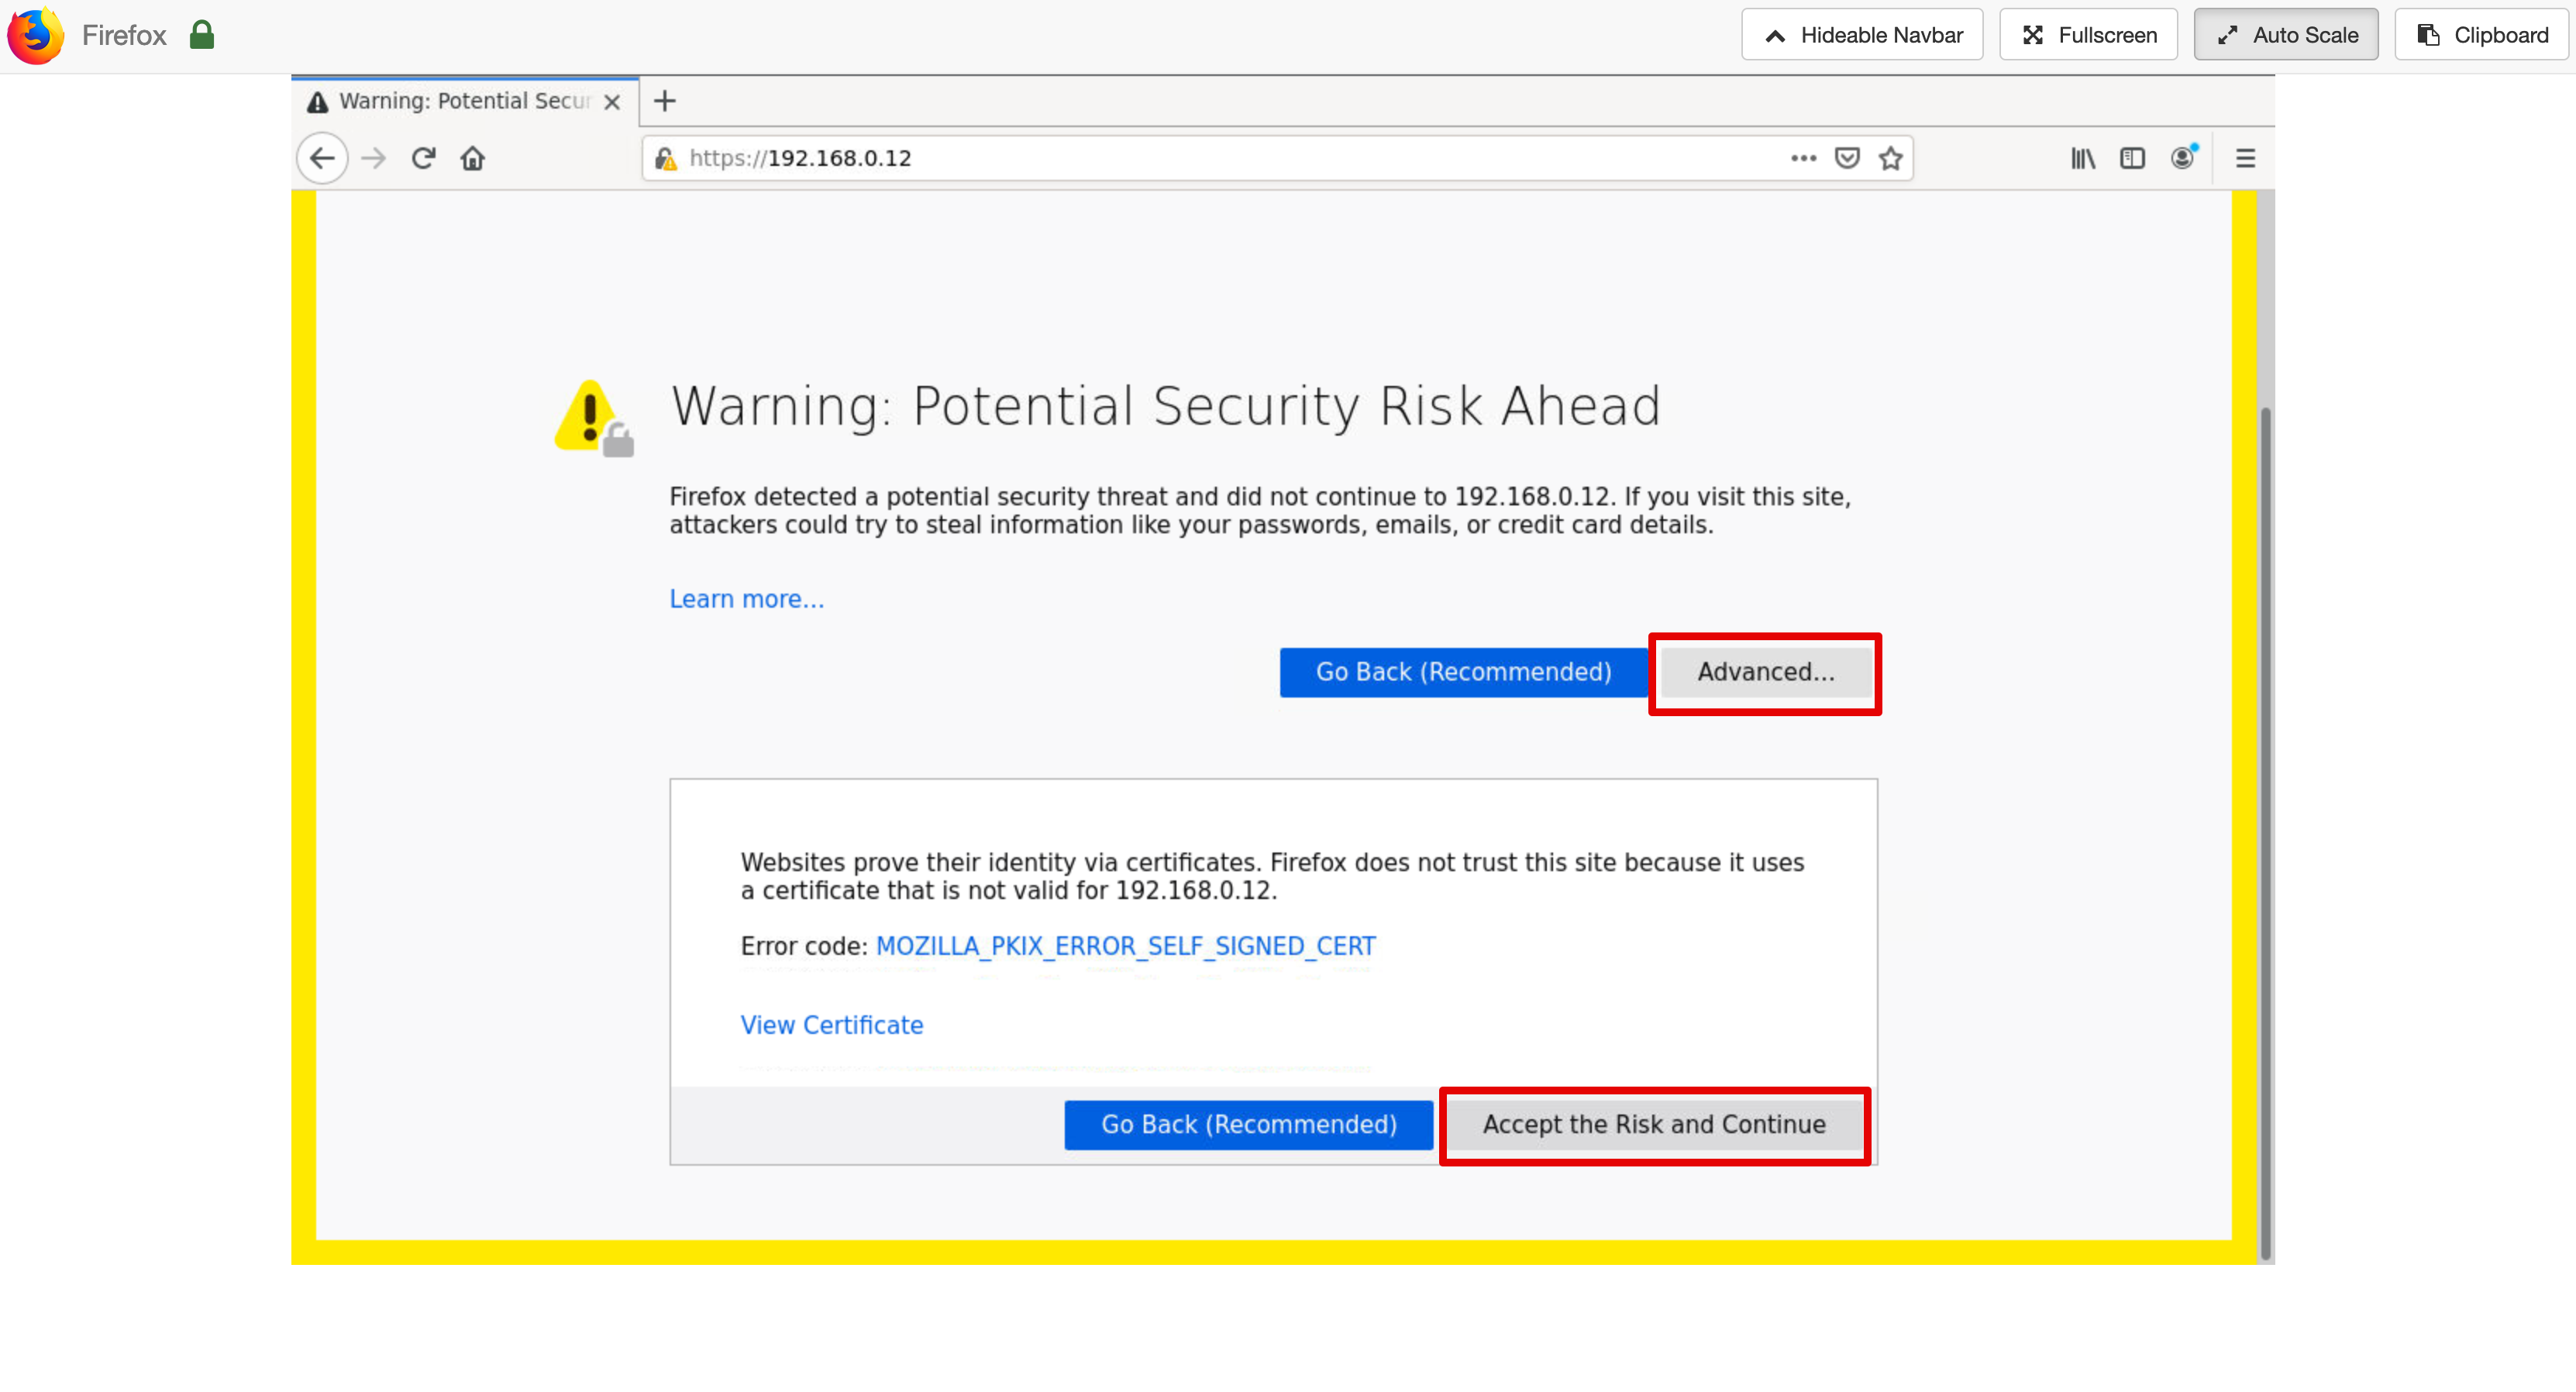 Firefox
Hideable Navbar
Fullscreen
Auto Scale
Clipboard
Warning: Potential Secur
https://192.168.0.12
Warning: Potential Security Risk Ahead
Firefox detected a potential security threat and did not continue to 192.168.0.12. If you visit this site,
attackers could try to steal information like your passwords, emails, or credit card details.
Learn more...
Go Back (Recommended)
Advanced...
Websites prove their identity via certificates. Firefox does not trust this site because it uses
a certificate that is not valid for 192.168.0.12.
Error code: MOZILLA_PKIX_ERROR_SELF_SIGNED_CERT
View Certificate
Go Back (Recommended)
Accept the Risk and Continue